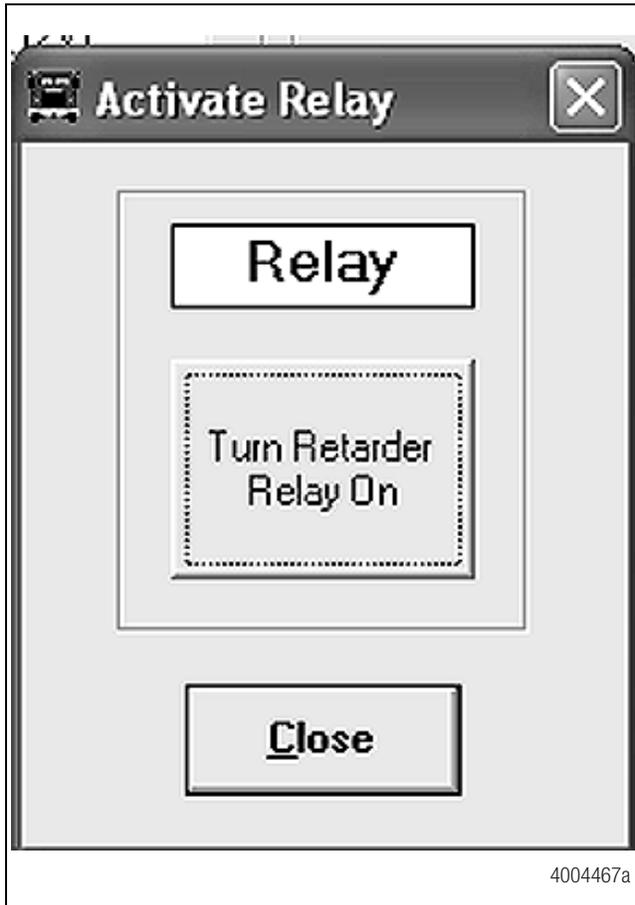 Activate Relay
Relay
Turn Retarder
Relay On
Close
4004467a